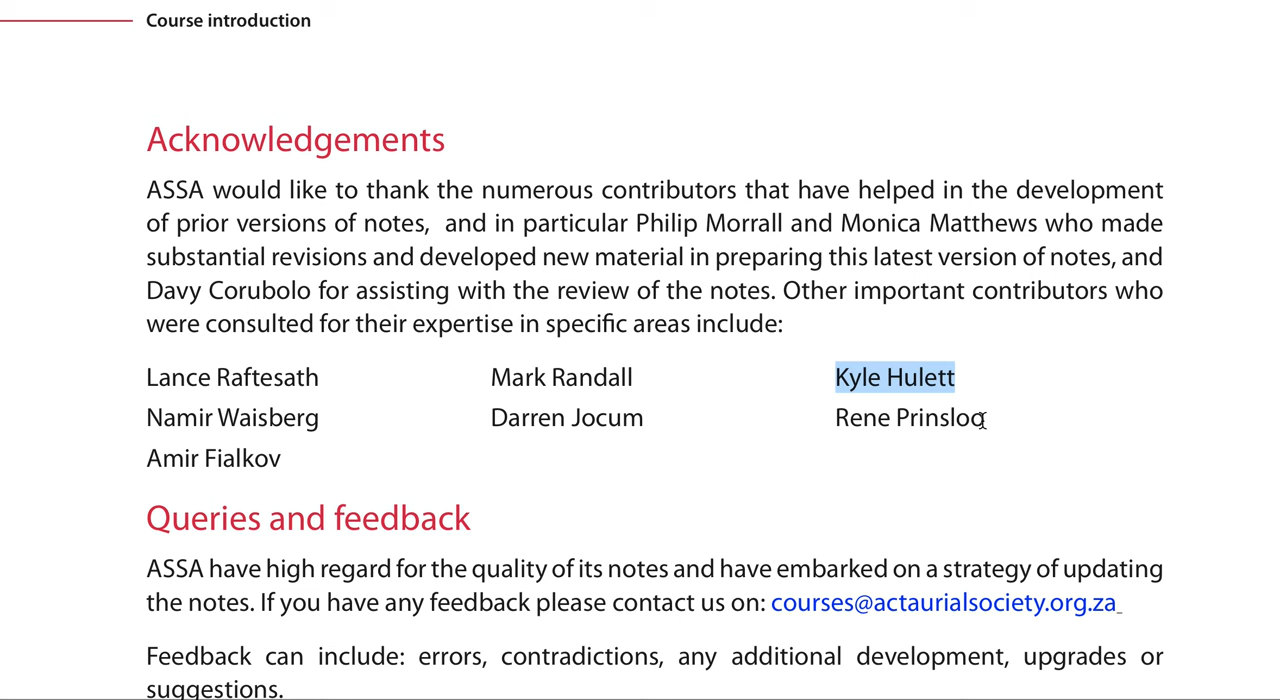 Course introduction
Acknowledgements
ASSA would like to thank the numerous contributors that have helped in the development
of prior versions of notes, and in particular Philip Morrall and Monica Matthews who made
substantial revisions and developed new material in preparing this latest version of notes, and
Davy Corubolo for assisting with the review of the notes. Other important contributors who
were consulted for their expertise in specific areas include:
Lance Raftesath Mark Randall Kyle Hulett
Namir Waisberg Darren Jocum Rene Prinsloo
Amir Fialkov
Queries and feedback
ASSA have high regard for the quality of its notes and have embarked on a strategy of updating
the notes. If you have any feedback please contact us on: courses@actaurialsociety.org.za
Feedback can include: errors, contradictions, any additional development, upgrades or
suggestions.